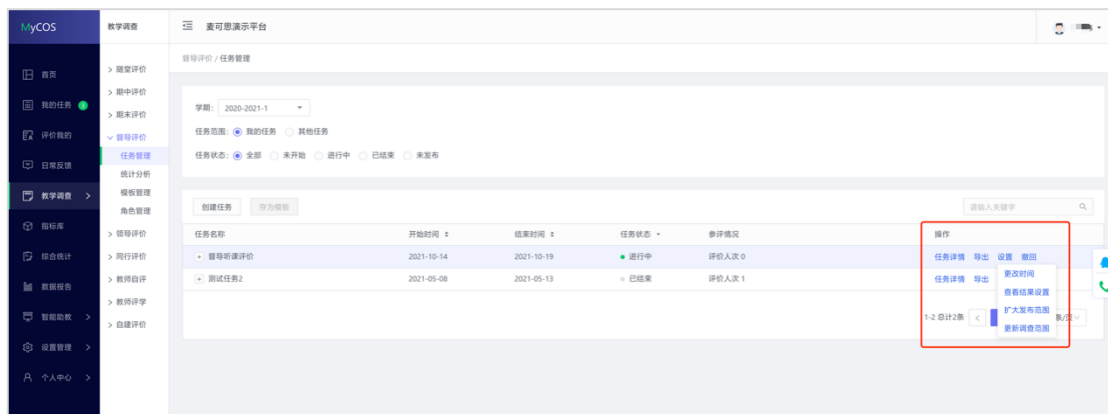 MyCOS
教学调查
麦可思演示平台
首页
我的任务 3
评价我的
日常反馈
教学调查 >
指标库
综合统计
数据报告
智能助教 >
设置管理 >
个人中心 >
> 随堂评价
> 期中评价
> 期末评价
督导评价
任务管理
统计分析
模板管理
角色管理
> 领导评价
> 同行评价
> 教师自评
> 教师评学
> 自建评价
督导评价 / 任务管理
学期: 2020-2021-1
任务范围: 我的任务 其他任务
任务状态: 全部 未开始 进行中 已结束 未发布
创建任务 存为模板 请输入关键字
任务名称 开始时间 结束时间 任务状态 参评情况 操作
+ 督导听课评价 2021-10-14 2021-10-19 进行中 评价人次 0 任务详情 导出 设置 撤回
+ 测试任务2 2021-05-08 2021-05-13 已结束 评价人次 1 任务详情 导出
更改时间
查看结果设置
扩大发布范围
更新调查范围
1-2 总计2条 < 条/页